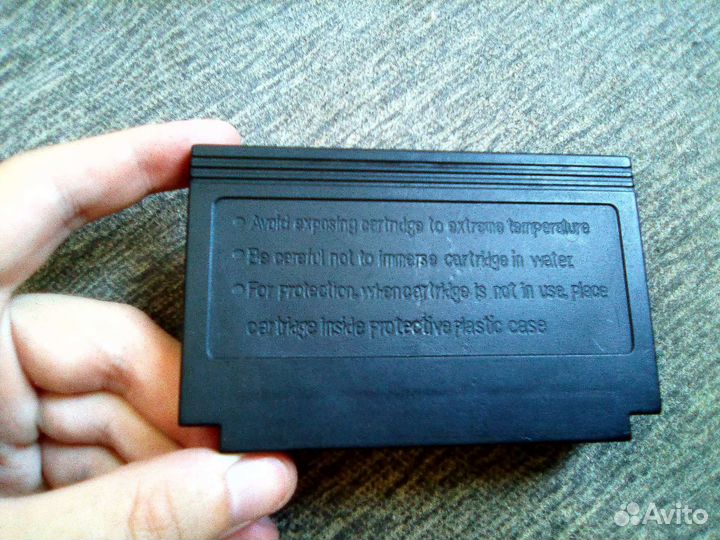 • Avoid exposing cartridge to extreme temperature
• Be careful not to immerse cartridge in water.
• For protection, when cartridge is not in use, place
cartridge inside protective plastic case
Avito